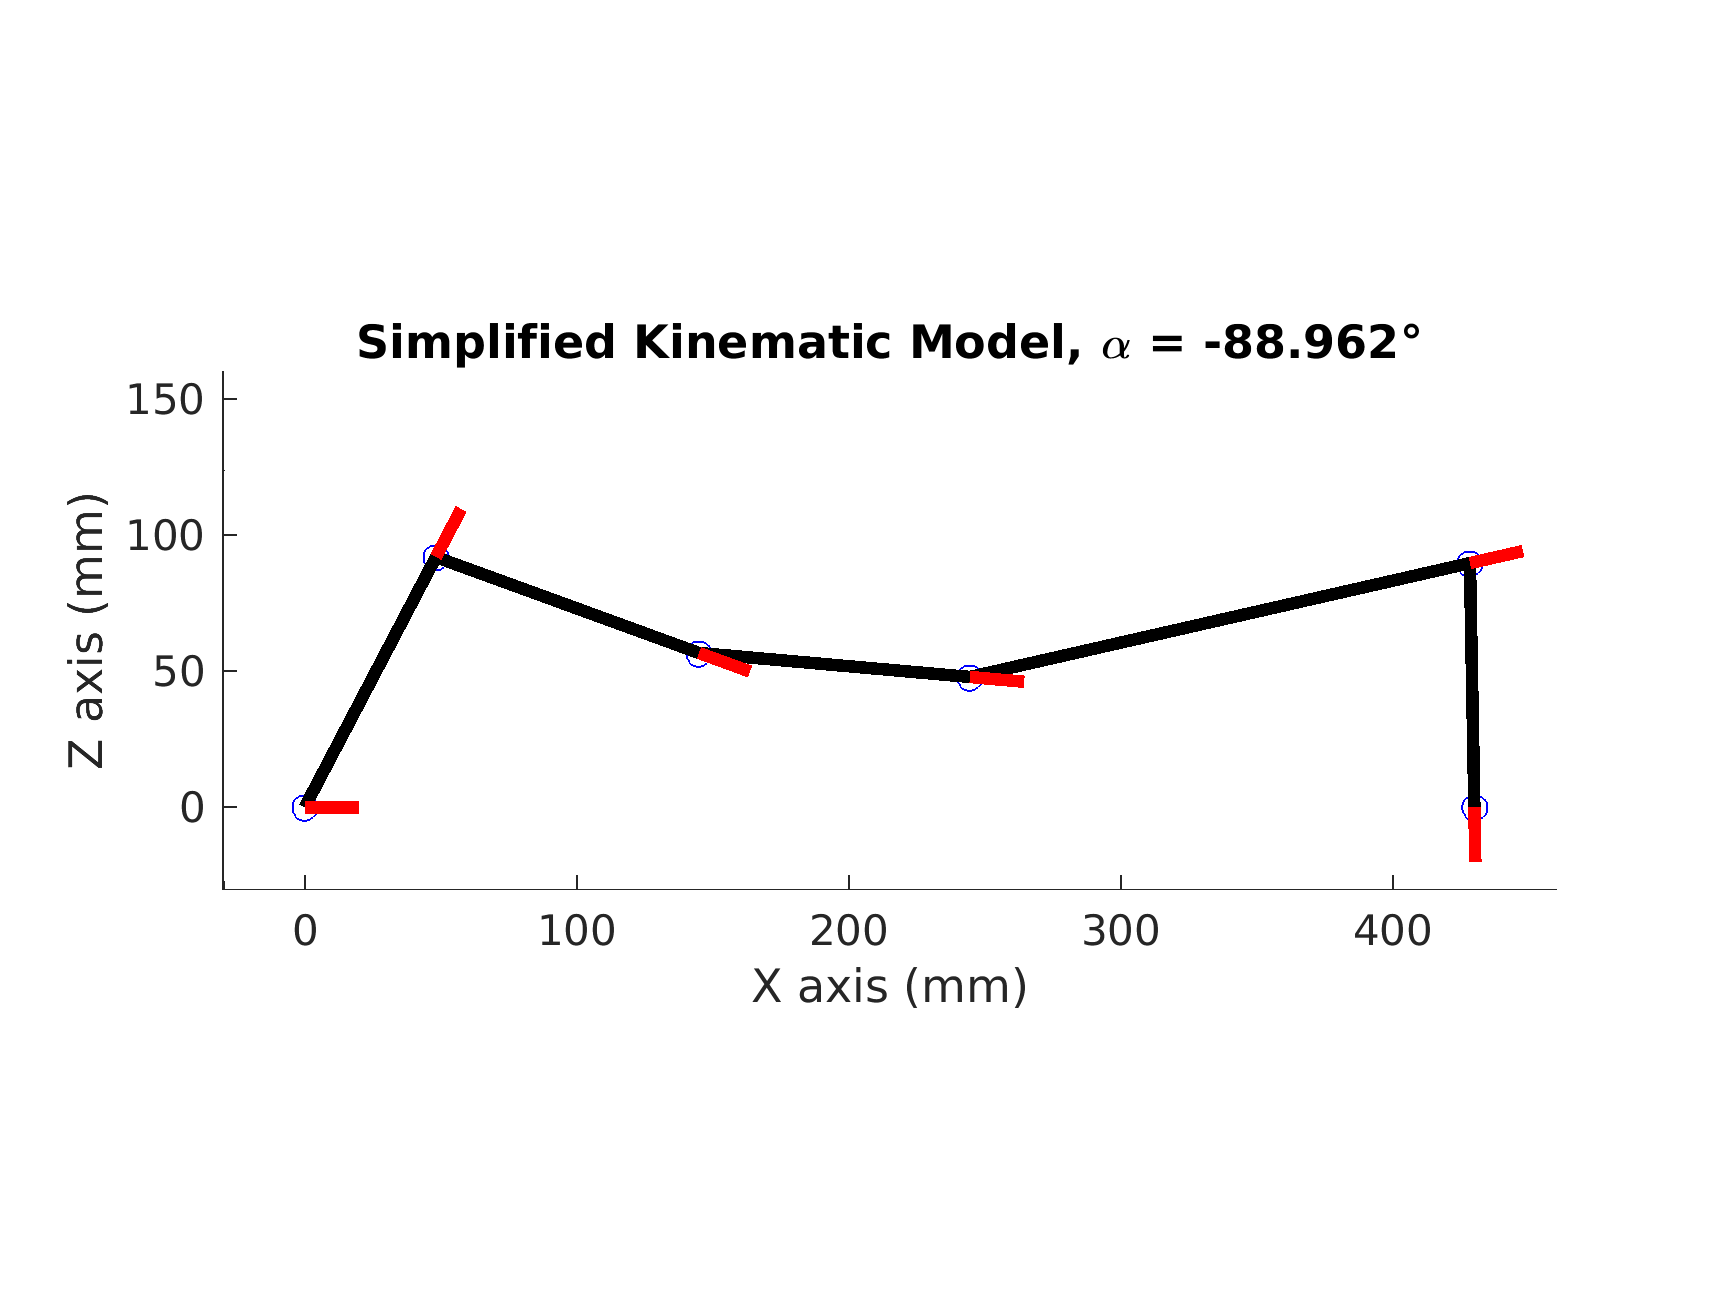 Simplified Kinematic Model, α = -88.962°
150
100
50
0
Z axis (mm)
0 100 200 300 400
X axis (mm)